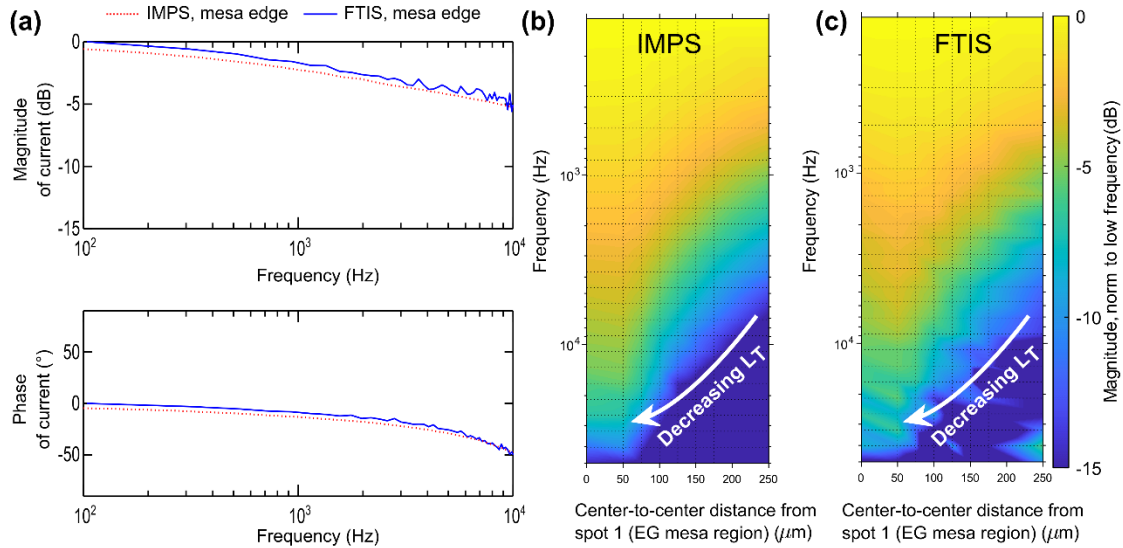 (a)
IMPS, mesa edge
FTIS, mesa edge
0
-5
-10
-15
Magnitude
of current (dB)
10²
10³
10⁴
Frequency (Hz)
50
0
-50
Phase
of current (°)
10²
10³
10⁴
Frequency (Hz)
(b)
IMPS
Frequency (Hz)
10³
10⁴
Decreasing LT
0
50
100
150
200
250
Center-to-center distance from
spot 1 (EG mesa region) (μm)
(c)
FTIS
Frequency (Hz)
10³
10⁴
Decreasing LT
0
50
100
150
200
250
Center-to-center distance from
spot 1 (EG mesa region) (μm)
0
-5
-10
-15
Magnitude, norm to low frequency (dB)